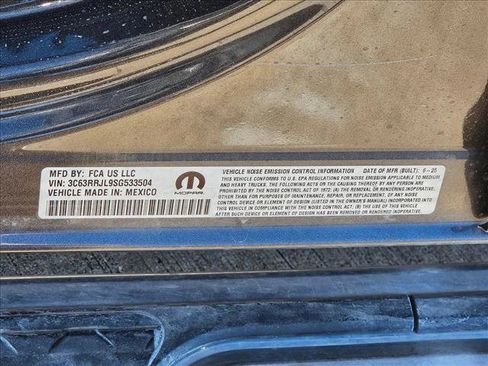 MFD BY: FCA US LLC
VIN: 3C63RRJL9SG533504
VEHICLE MADE IN: MEXICO
MOPAR
VEHICLE NOISE EMISSION CONTROL INFORMATION DATE OF MFR (BUILT): 6-25
THIS VEHICLE CONFORMS TO U.S. EPA REGULATIONS FOR NOISE EMISSION APPLICABLE TO MEDIUM
AND HEAVY TRUCKS. THE FOLLOWING ACTS OR THE CAUSING THEREOF BY ANY PERSON ARE
PROHIBITED BY THE NOISE CONTROL ACT OF 1972: (A) THE REMOVAL OR RENDERING INOPERATIVE,
OTHER THAN FOR PURPOSES OF MAINTENANCE, REPAIR, OR REPLACEMENT, OF ANY NOISE
CONTROL DEVICE OR ELEMENT OF DESIGN (LISTED IN THE OWNER'S MANUAL) INCORPORATED INTO
THIS VEHICLE IN COMPLIANCE WITH THE NOISE CONTROL ACT; (B) THE USE OF THIS VEHICLE
AFTER SUCH DEVICE OR ELEMENT OF DESIGN HAS BEEN REMOVED OR RENDERED INOPERATIVE.